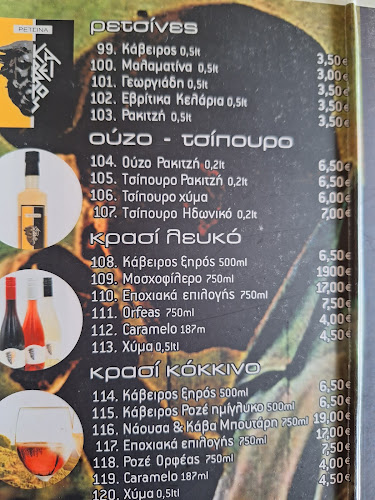 PETΣINA
ρετσίνες
99. Κάβειρος 0,5lt 3,50€
100. Μαλαματίνα 0,5lt 3,00€
101. Γεωργιάδη 0,5lt 3,50€
102. Εβρίτικα Κελάρια 0,5lt 3,50€
103. Ρακιτζή 0,5lt 3,50€
ούζο - τσίπουρο
104. Ούζο Ρακιτζή 0,2lt 6,50€
105. Τσίπουρο Ρακιτζή 0,2lt 6,50€
106. Τσίπουρο χύμα 6,00€
107. Τσίπουρο Ηδωνικό 0,2lt 7,00€
κρασί λευκό
108. Κάβειρος ξηρός 500ml 6,50€
109. Μοσχοφίλερο 750ml 1900€
110. Εποχιακά επιλογής 750ml 17,00€
111. Orfeas 750ml 7,50€
112. Caramelo 187m 4,00€
113. Χύμα 0,5ltl 4,50€
κρασί κόκκινο
114. Κάβειρος ξηρός 500ml 6,50€
115. Κάβειρος Ροζέ ημίγλυκο 500ml 6,50€
116. Νάουσα & Κάβα Μπουτάρη 750ml 19,00€
117. Εποχιακά επιλογής 750ml 17,00€
118. Ροζέ Ορφέας 750ml 7,50€
119. Caramelo 187ml 4,00€
120. Χύμα 0,5ltl 4,50€